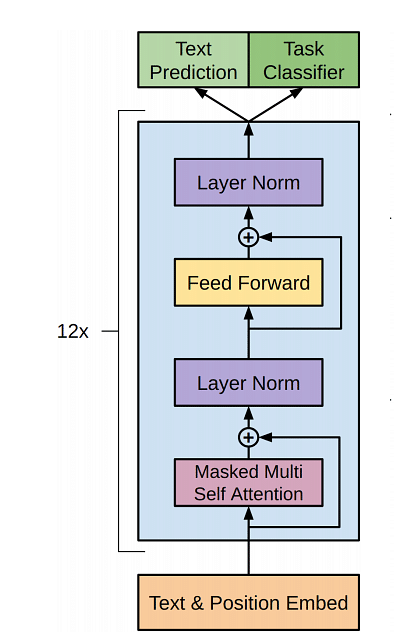 Text
Prediction
Task
Classifier
Layer Norm
Feed Forward
12x
Layer Norm
Masked Multi
Self Attention
Text & Position Embed